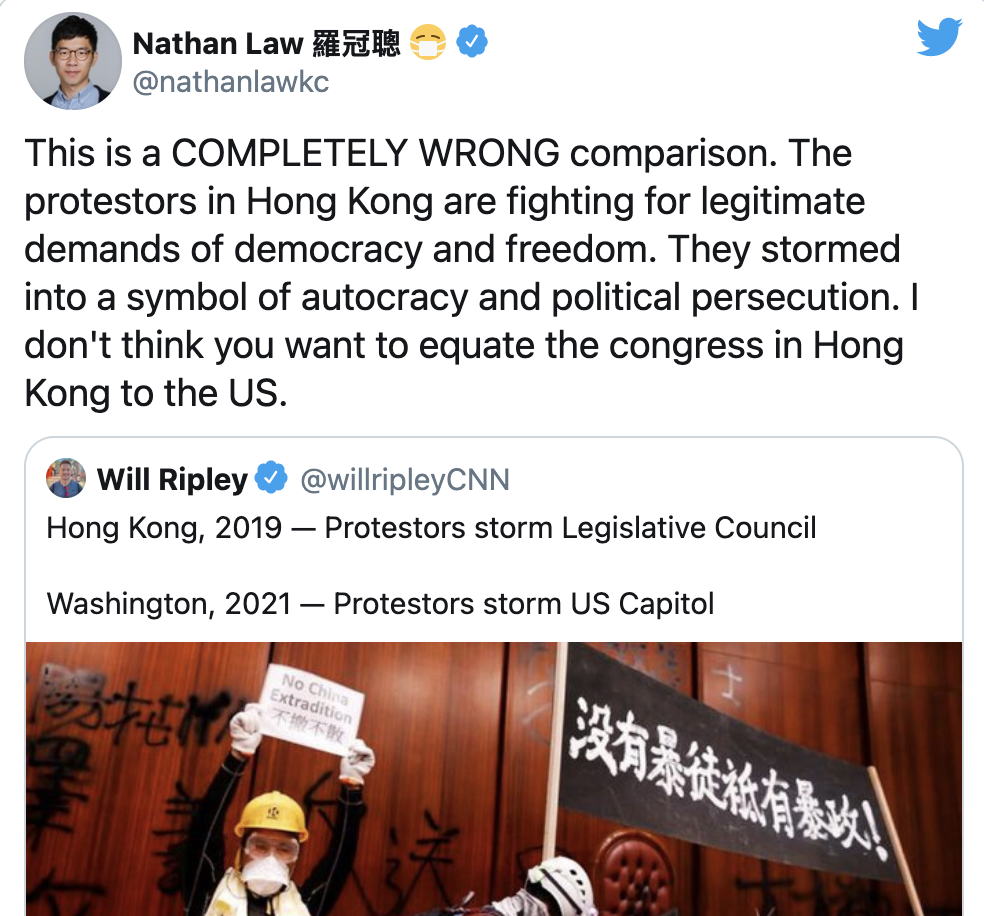 Nathan Law 羅冠聰 😷
@nathanlawkc
This is a COMPLETELY WRONG comparison. The
protestors in Hong Kong are fighting for legitimate
demands of democracy and freedom. They stormed
into a symbol of autocracy and political persecution. I
don't think you want to equate the congress in Hong
Kong to the US.
Will Ripley @willripleyCNN
Hong Kong, 2019 — Protestors storm Legislative Council
Washington, 2021 — Protestors storm US Capitol
No China
Extradition
不撤不散
没有暴徒祗有暴政!
送